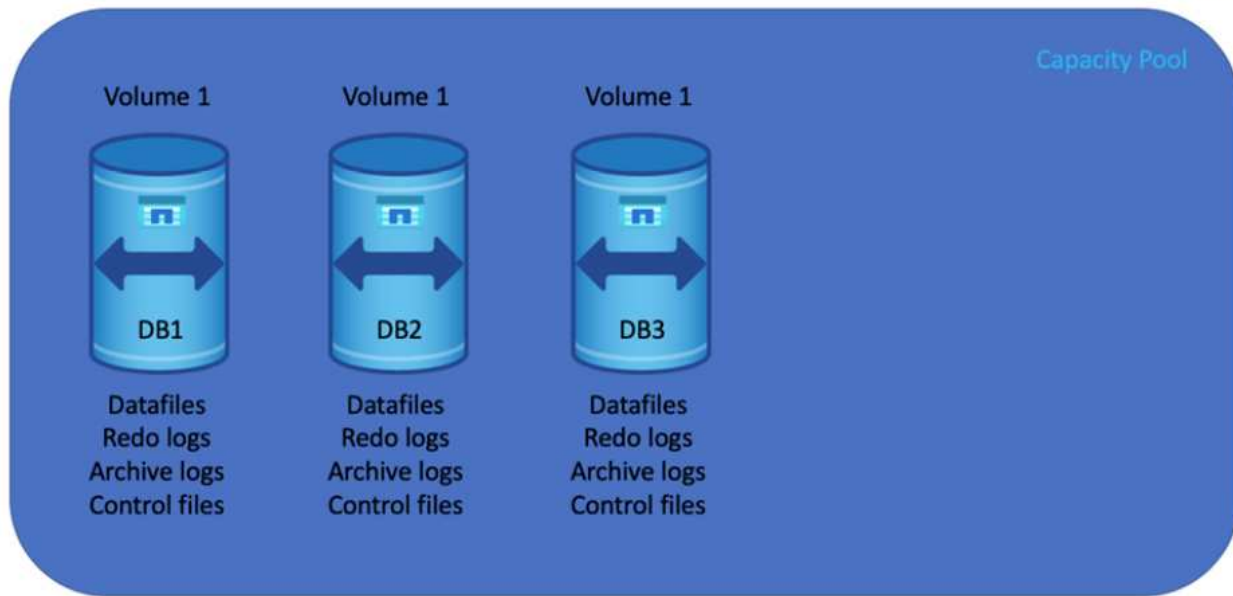 Capacity Pool
Volume 1
Volume 1
Volume 1
DB1
DB2
DB3
Datafiles
Redo logs
Archive logs
Control files
Datafiles
Redo logs
Archive logs
Control files
Datafiles
Redo logs
Archive logs
Control files